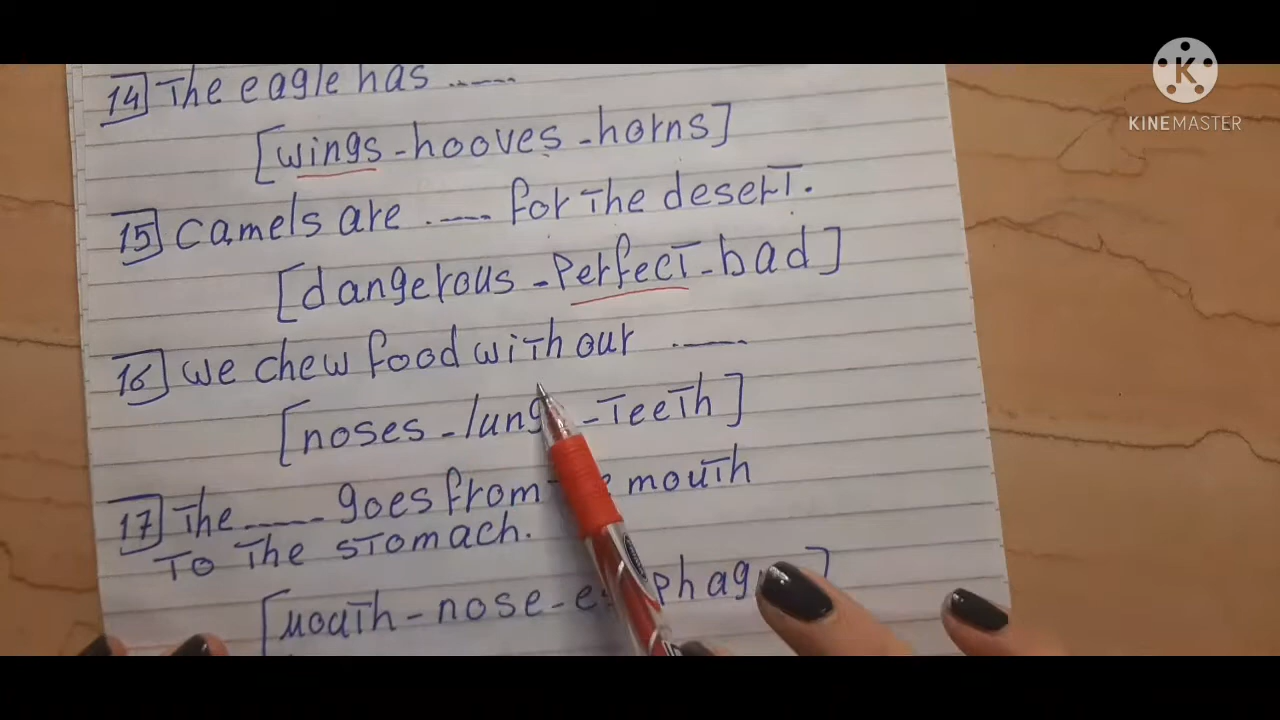 14 The eagle has ......
[wings - hooves - horns]
15 camels are ...... for the desert.
[dangerous - Perfect - bad]
16 we chew food with our ......
[noses - lung - Teeth]
17 The ...... goes from mouth
To The stomach.
[Mouth - nose -
KINEMASTER